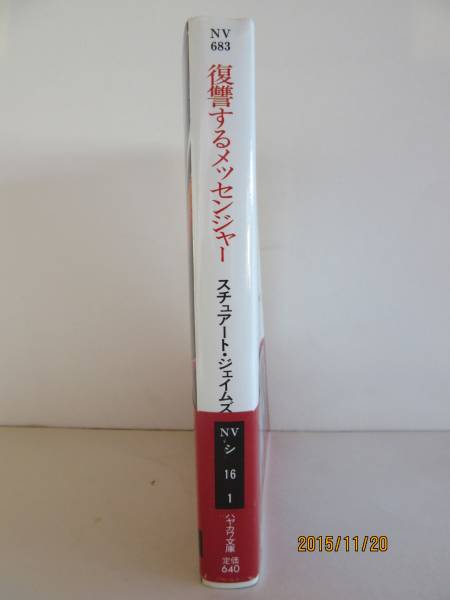 NV
683
復讐するメッセンジャー
スチュアート・ジェイムズ
NV
シ
16
1
ハヤカワ文庫
定価
640
2015/11/20